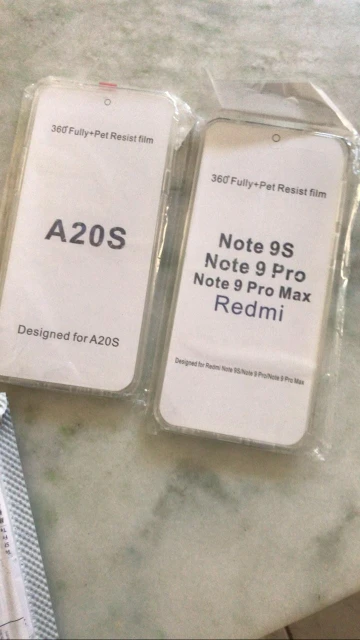 360°Fully+Pet Resist film
A20S
Designed for A20S
360°Fully+Pet Resist film
Note 9S
Note 9 Pro
Note 9 Pro Max
Redmi
Designed for Redmi Note 9S/Note 9 Pro/Note 9 Pro Max